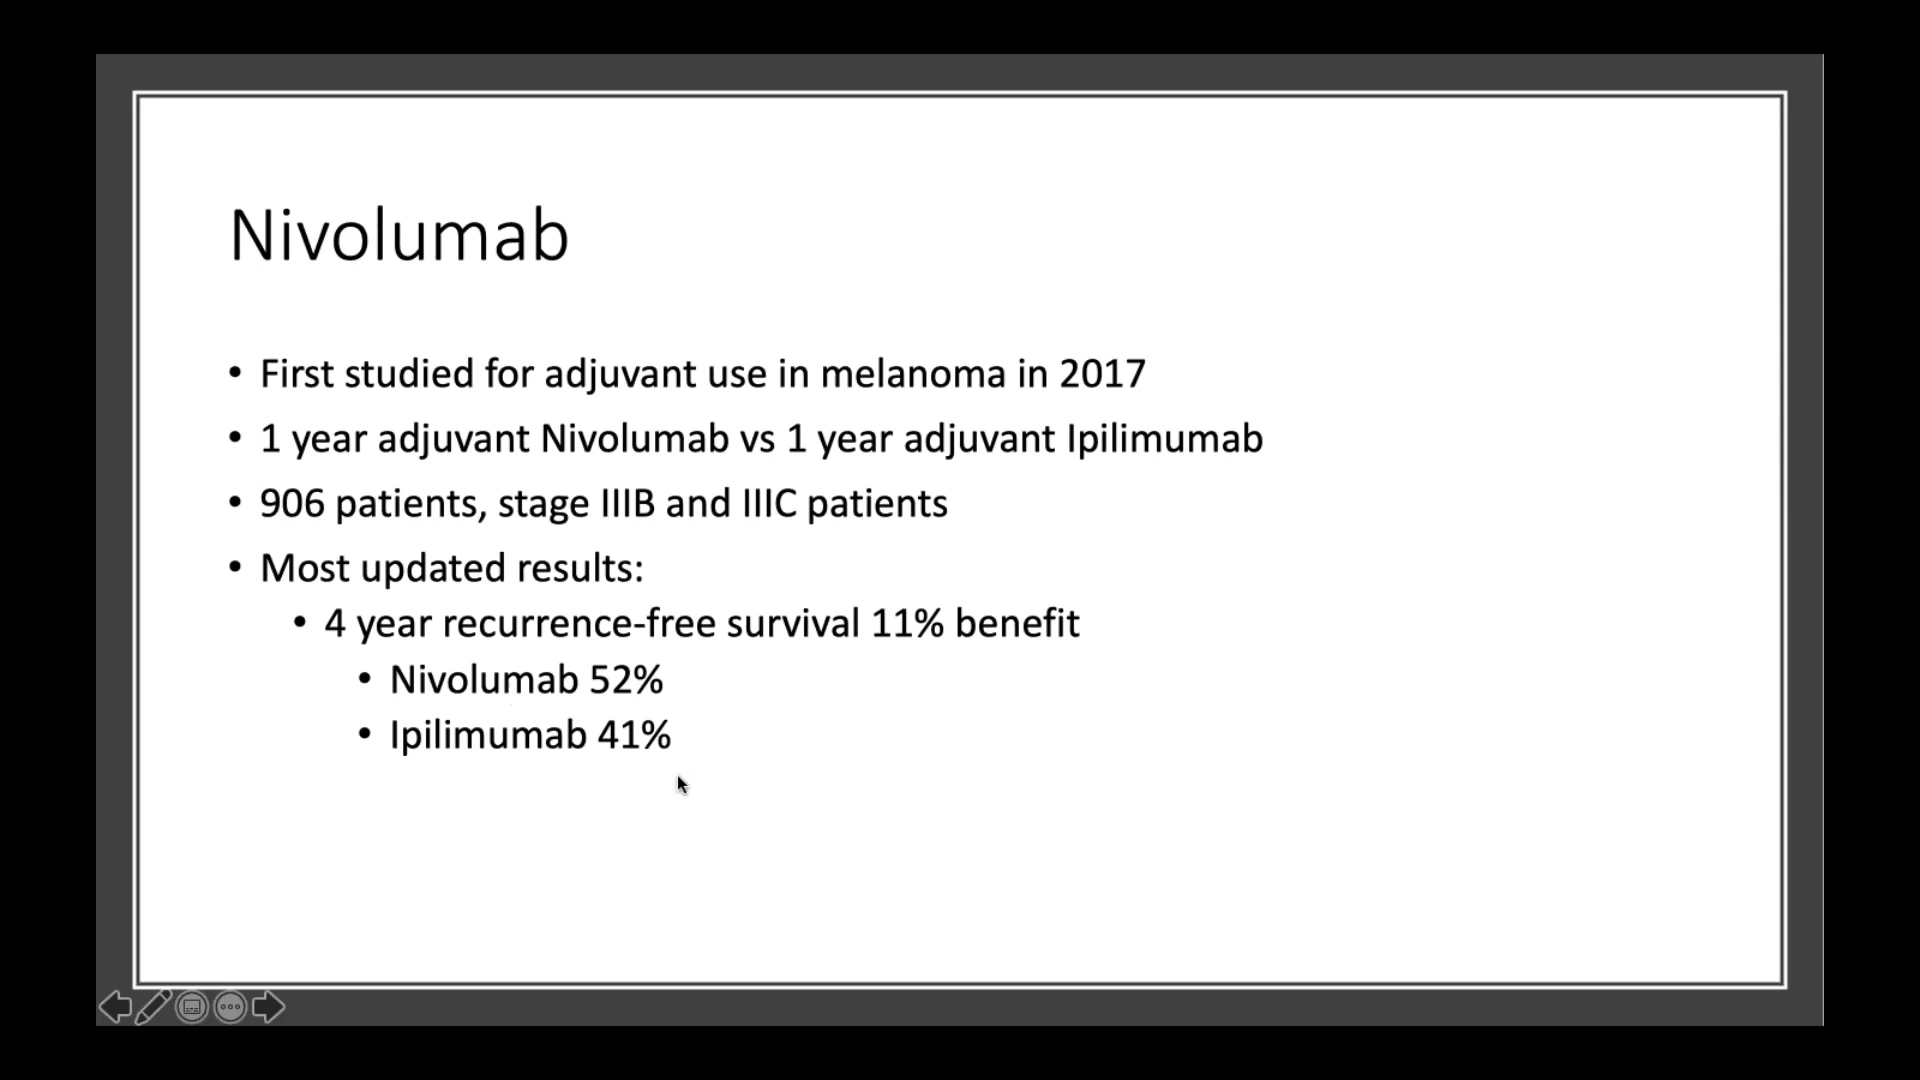 Nivolumab
• First studied for adjuvant use in melanoma in 2017
• 1 year adjuvant Nivolumab vs 1 year adjuvant Ipilimumab
• 906 patients, stage IIIB and IIIC patients
• Most updated results:
• 4 year recurrence-free survival 11% benefit
• Nivolumab 52%
• Ipilimumab 41%